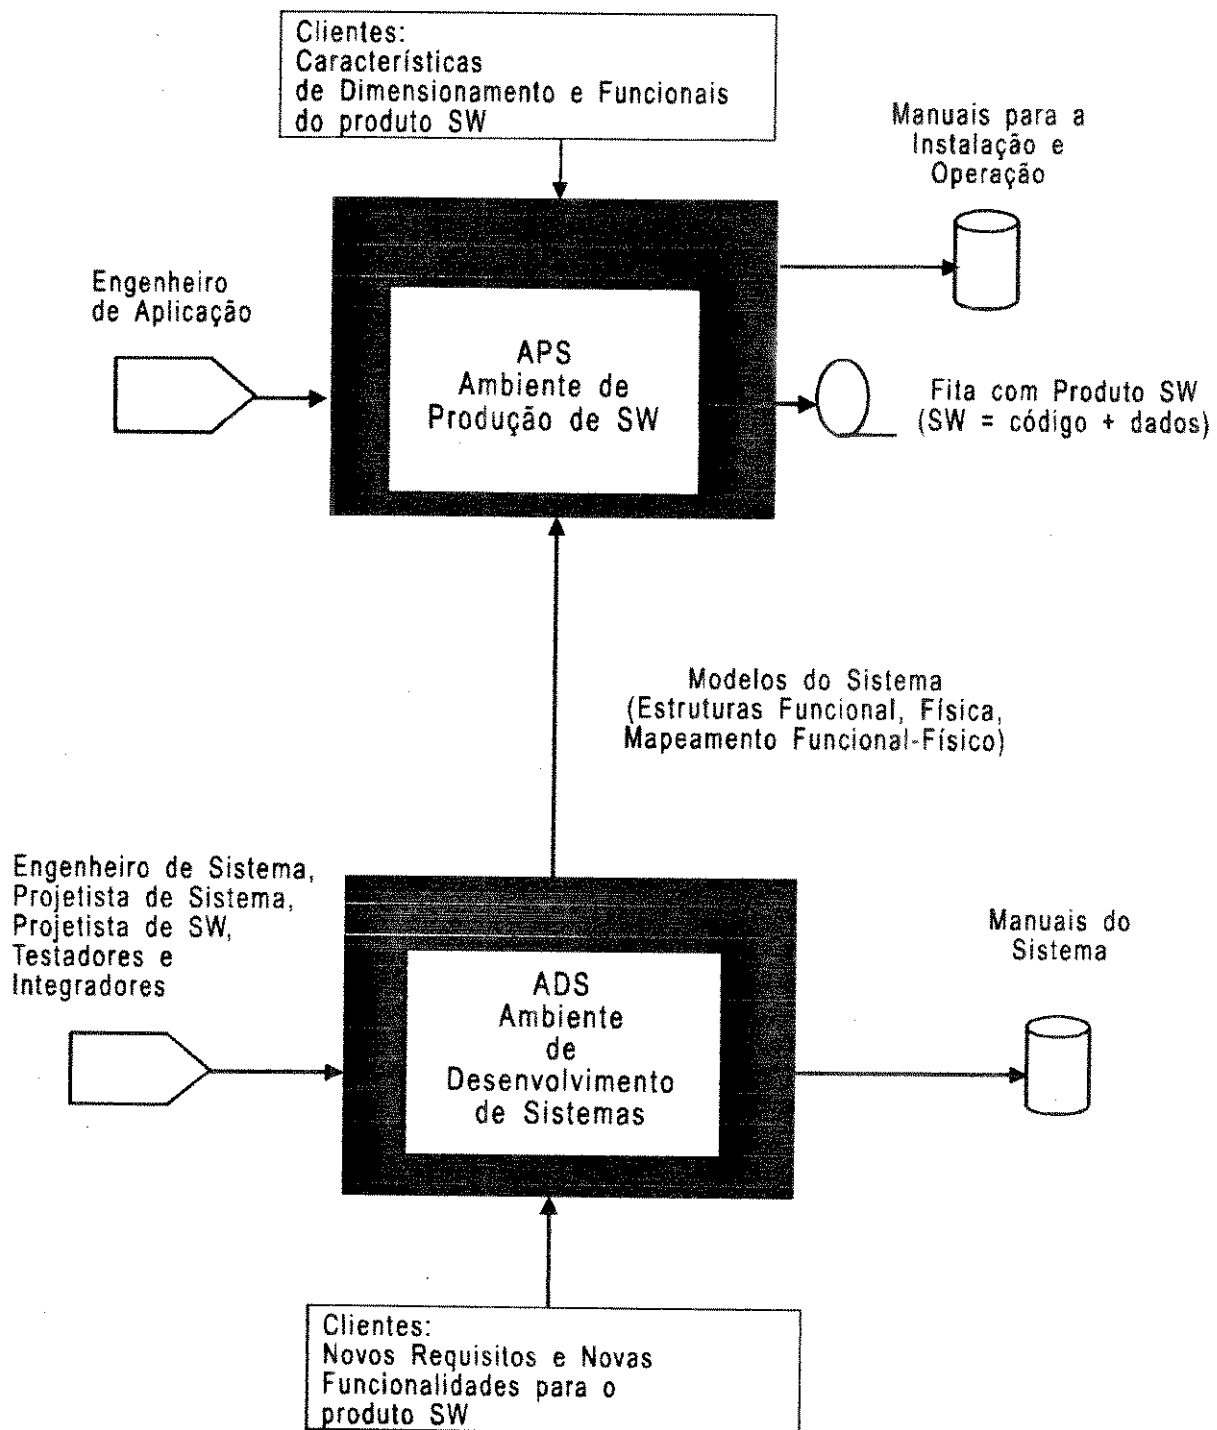 Clientes:
Características
de Dimensionamento e Funcionais
do produto SW
Manuais para a
Instalação e
Operação
Engenheiro
de Aplicação
APS
Ambiente de
Produção de SW
Fita com Produto SW
(SW = código + dados)
Modelos do Sistema
(Estruturas Funcional, Física,
Mapeamento Funcional-Físico)
Engenheiro de Sistema,
Projetista de Sistema,
Projetista de SW,
Testadores e
Integradores
ADS
Ambiente
de
Desenvolvimento
de Sistemas
Manuais do
Sistema
Clientes:
Novos Requisitos e Novas
Funcionalidades para o
produto SW